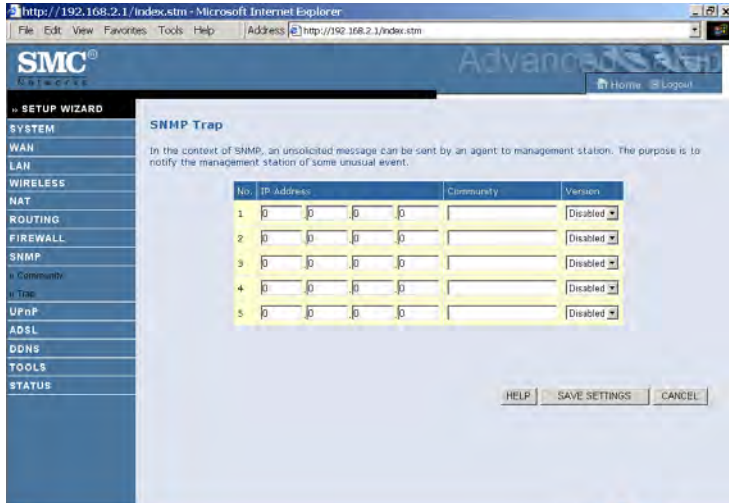 http://192.168.2.1/index.stm - Microsoft Internet Explorer
File Edit View Favorites Tools Help Address http://192.168.2.1/index.stm
SMC®
Networks
Advanced Setup
Home Logout
» SETUP WIZARD
SYSTEM
WAN
LAN
WIRELESS
NAT
ROUTING
FIREWALL
SNMP
» Community
» Trap
UPnP
ADSL
DDNS
TOOLS
STATUS
SNMP Trap
In the context of SNMP, an unsolicited message can be sent by an agent to management station. The purpose is to
notify the management station of some unusual event.
No. IP Address Community Version
1 0 .0 .0 .0 Disabled
2 0 .0 .0 .0 Disabled
3 0 .0 .0 .0 Disabled
4 0 .0 .0 .0 Disabled
5 0 .0 .0 .0 Disabled
HELP SAVE SETTINGS CANCEL